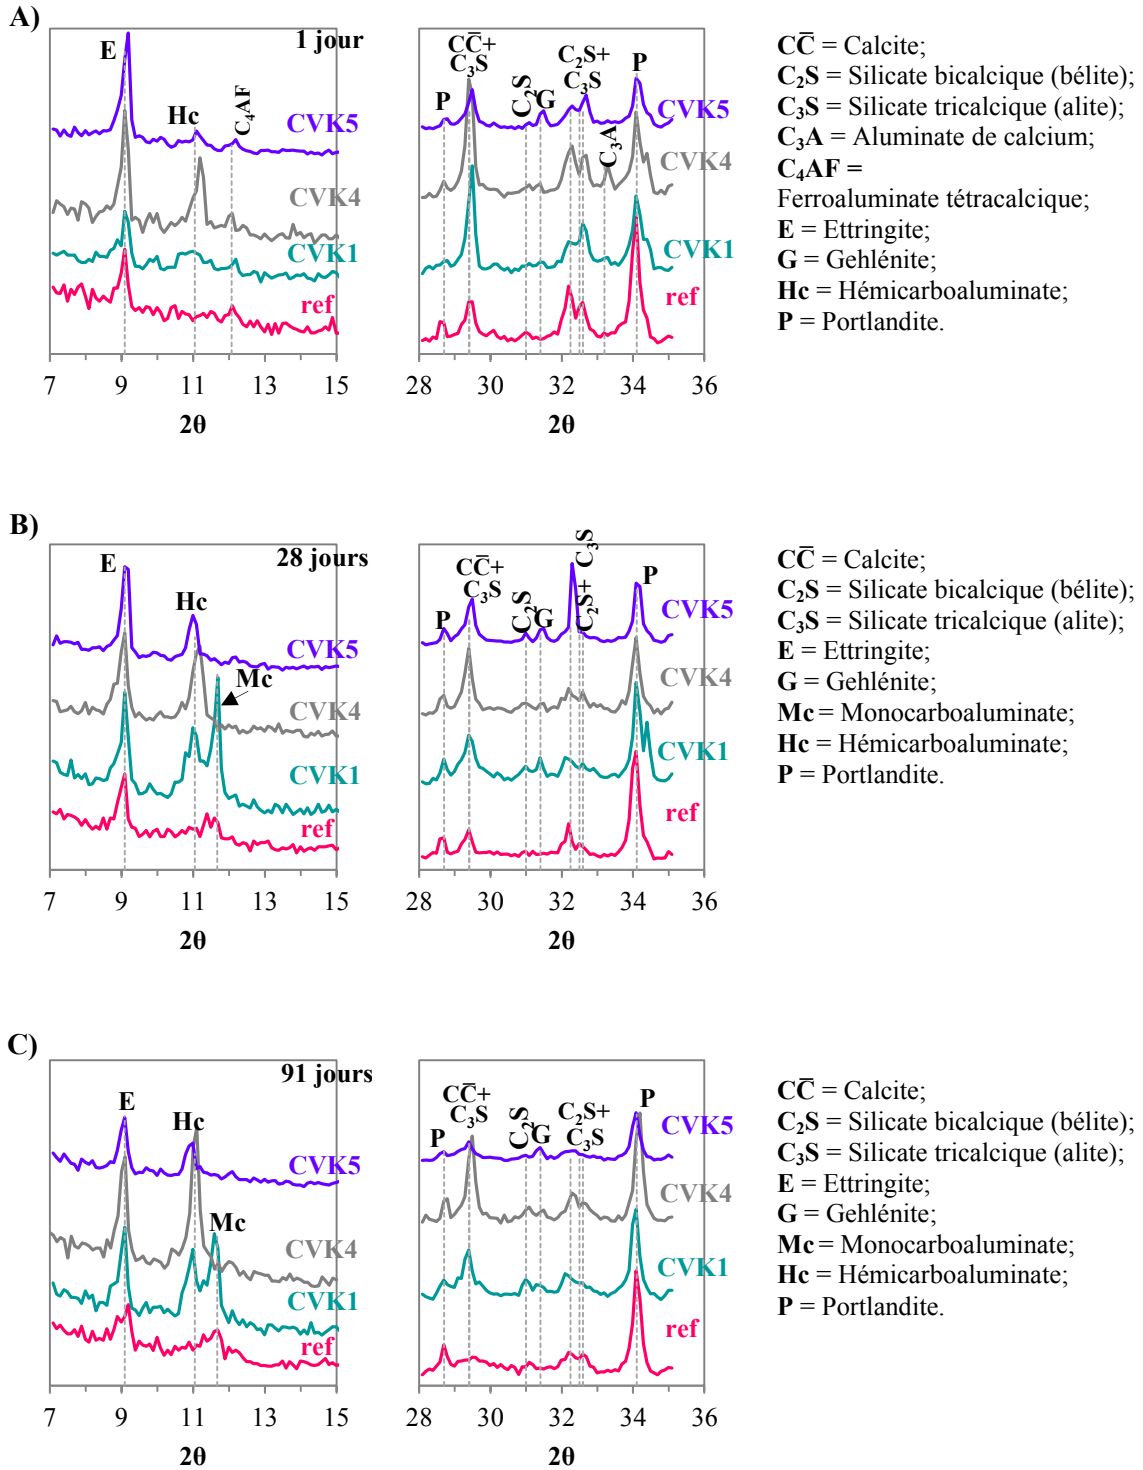 A)
1 jour
E
Hc
C₄AF
CVK5
CVK4
CVK1
ref
7 9 11 13 15
2θ
CC̅+
C₃S
C₂S+
C₃S
P
P
C₂S
G
C₃A
CVK5
CVK4
CVK1
ref
28 30 32 34 36
2θ
CC̅ = Calcite;
C₂S = Silicate bicalcique (bélite);
C₃S = Silicate tricalcique (alite);
C₃A = Aluminate de calcium;
C₄AF =
Ferroaluminate tétracalcique;
E = Ettringite;
G = Gehlénite;
Hc = Hémicarboaluminate;
P = Portlandite.
B)
28 jours
E
Hc
Mc
CVK5
CVK4
CVK1
ref
7 9 11 13 15
2θ
CC̅+
C₃S
P
C₂S
G
C₂S+ C₃S
P
CVK5
CVK4
CVK1
ref
28 30 32 34 36
2θ
CC̅ = Calcite;
C₂S = Silicate bicalcique (bélite);
C₃S = Silicate tricalcique (alite);
E = Ettringite;
G = Gehlénite;
Mc = Monocarboaluminate;
Hc = Hémicarboaluminate;
P = Portlandite.
C)
91 jours
E
Hc
Mc
CVK5
CVK4
CVK1
ref
7 9 11 13 15
2θ
CC̅+
C₃S
P
C₂S
G
C₂S+
C₃S
P
CVK5
CVK4
CVK1
ref
28 30 32 34 36
2θ
CC̅ = Calcite;
C₂S = Silicate bicalcique (bélite);
C₃S = Silicate tricalcique (alite);
E = Ettringite;
G = Gehlénite;
Mc = Monocarboaluminate;
Hc = Hémicarboaluminate;
P = Portlandite.